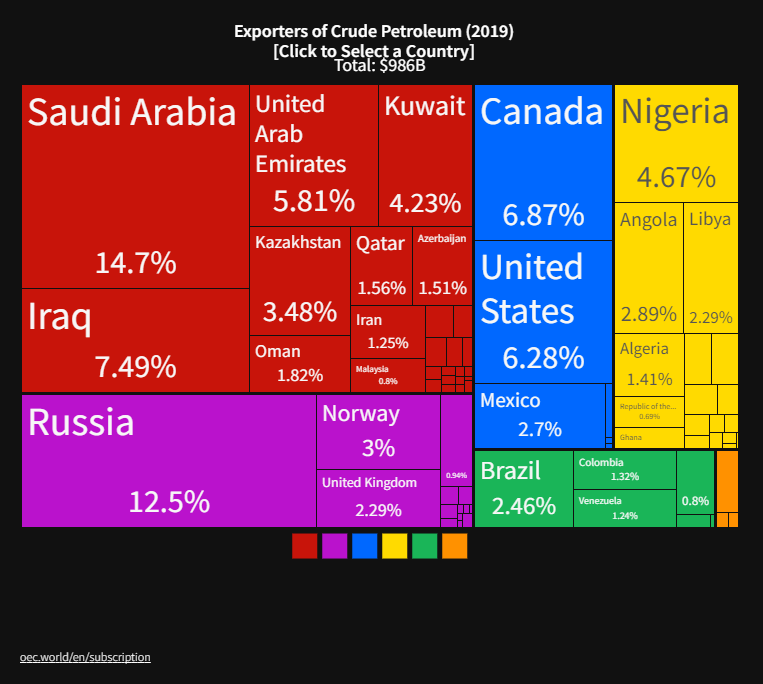 Exporters of Crude Petroleum (2019)
[Click to Select a Country]
Total: $986B
Saudi Arabia
14.7%
Iraq
7.49%
United
Arab
Emirates
5.81%
Kuwait
4.23%
Kazakhstan
3.48%
Oman
1.82%
Qatar
1.56%
Azerbaijan
1.51%
Iran
1.25%
Malaysia
0.8%
Russia
12.5%
Norway
3%
United Kingdom
2.29%
0.94%
Canada
6.87%
United
States
6.28%
Mexico
2.7%
Nigeria
4.67%
Angola
2.89%
Libya
2.29%
Algeria
1.41%
Republic of the...
0.69%
Ghana
Brazil
2.46%
Colombia
1.32%
Venezuela
1.24%
0.8%
oec.world/en/subscription